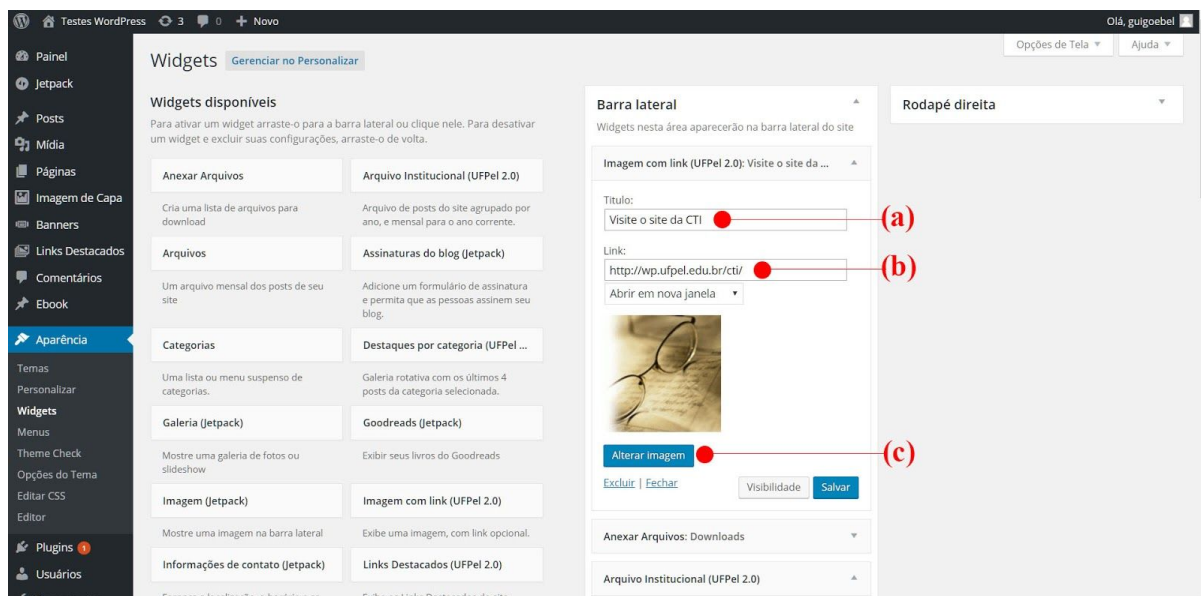 Testes WordPress 3 0 + Novo
Olá, guigoebel
Opções de Tela
Ajuda
Painel
Jetpack
Posts
Mídia
Páginas
Imagem de Capa
Banners
Links Destacados
Comentários
Ebook
Aparência
Temas
Personalizar
Widgets
Menus
Theme Check
Opções do Tema
Editar CSS
Editor
Plugins 1
Usuários
Widgets Gerenciar no Personalizar
Widgets disponíveis
Para ativar um widget arraste-o para a barra lateral ou clique nele. Para desativar
um widget e excluir suas configurações, arraste-o de volta.
Anexar Arquivos
Cria uma lista de arquivos para
download
Arquivo Institucional (UFPel 2.0)
Arquivo de posts do site agrupado por
ano, e mensal para o ano corrente.
Arquivos
Um arquivo mensal dos posts de seu
site
Assinaturas do blog (Jetpack)
Adicione um formulário de assinatura
e permita que as pessoas assinem seu
blog.
Categorias
Uma lista ou menu suspenso de
categorias.
Destaques por categoria (UFPel ...
Galeria rotativa com os últimos 4
posts da categoria selecionada.
Galeria (Jetpack)
Mostre uma galeria de fotos ou
slideshow
Goodreads (Jetpack)
Exibir seus livros do Goodreads
Imagem (Jetpack)
Mostre uma imagem na barra lateral
Imagem com link (UFPel 2.0)
Exibe uma imagem, com link opcional.
Informações de contato (Jetpack)
Links Destacados (UFPel 2.0)
Barra lateral
Widgets nesta área aparecerão na barra lateral do site
Imagem com link (UFPel 2.0): Visite o site da ...
Título:
Visite o site da CTI
(a)
Link:
http://wp.ufpel.edu.br/cti/
(b)
Abrir em nova janela
Alterar imagem
(c)
Excluir | Fechar
Visibilidade
Salvar
Anexar Arquivos: Downloads
Arquivo Institucional (UFPel 2.0)
Rodapé direita